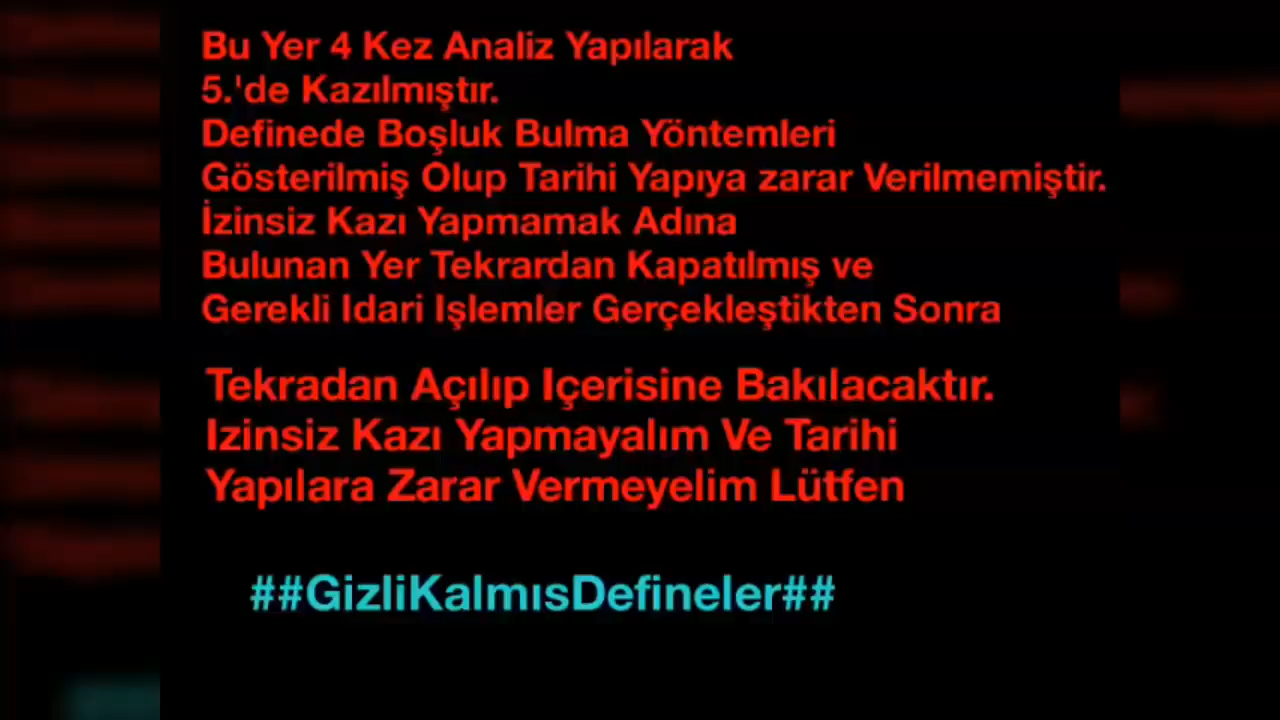 Bu Yer 4 Kez Analiz Yapılarak
5.'de Kazılmıştır.
Definede Boşluk Bulma Yöntemleri
Gösterilmiş Olup Tarihi Yapıya zarar Verilmemiştir.
İzinsiz Kazı Yapmamak Adına
Bulunan Yer Tekrardan Kapatılmış ve
Gerekli Idari Işlemler Gerçekleştikten Sonra
Tekradan Açılıp Içerisine Bakılacaktır.
Izinsiz Kazı Yapmayalım Ve Tarihi
Yapılara Zarar Vermeyelim Lütfen
##GizliKalmısDefineler##